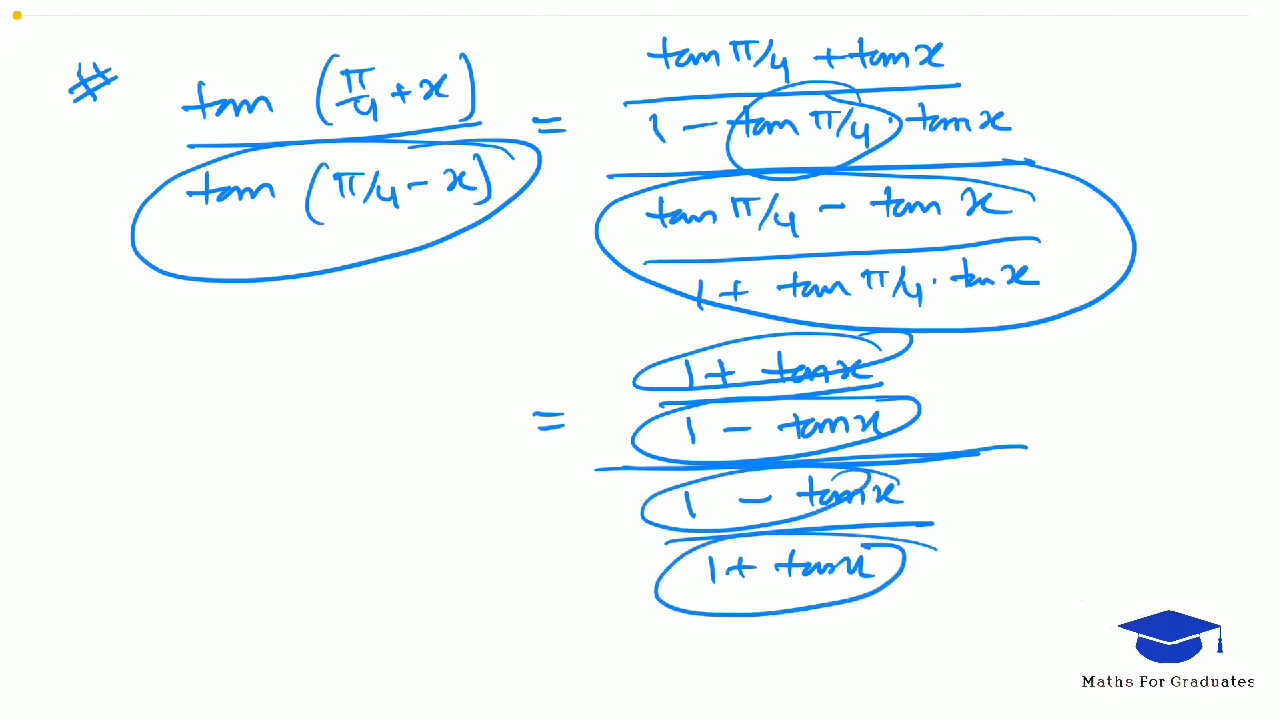 # tan (π/4 + x) / tan (π/4 - x) = (tan π/4 + tan x / 1 - tan π/4 · tan x) / (tan π/4 - tan x / 1 + tan π/4 · tan x)
= (1 + tan x / 1 - tan x) / (1 - tan x / 1 + tan x)
Maths For Graduates